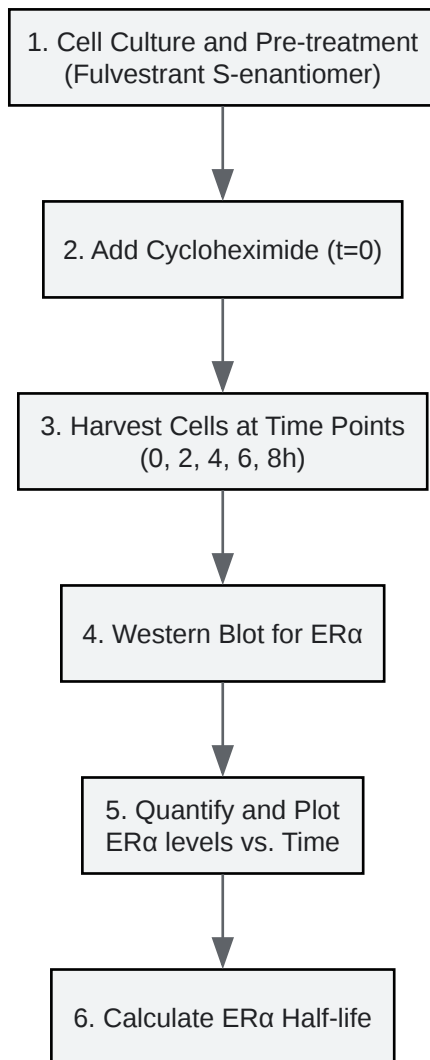 1. Cell Culture and Pre-treatment
(Fulvestrant S-enantiomer)
2. Add Cycloheximide (t=0)
3. Harvest Cells at Time Points
(0, 2, 4, 6, 8h)
4. Western Blot for ERα
5. Quantify and Plot
ERα levels vs. Time
6. Calculate ERα Half-life